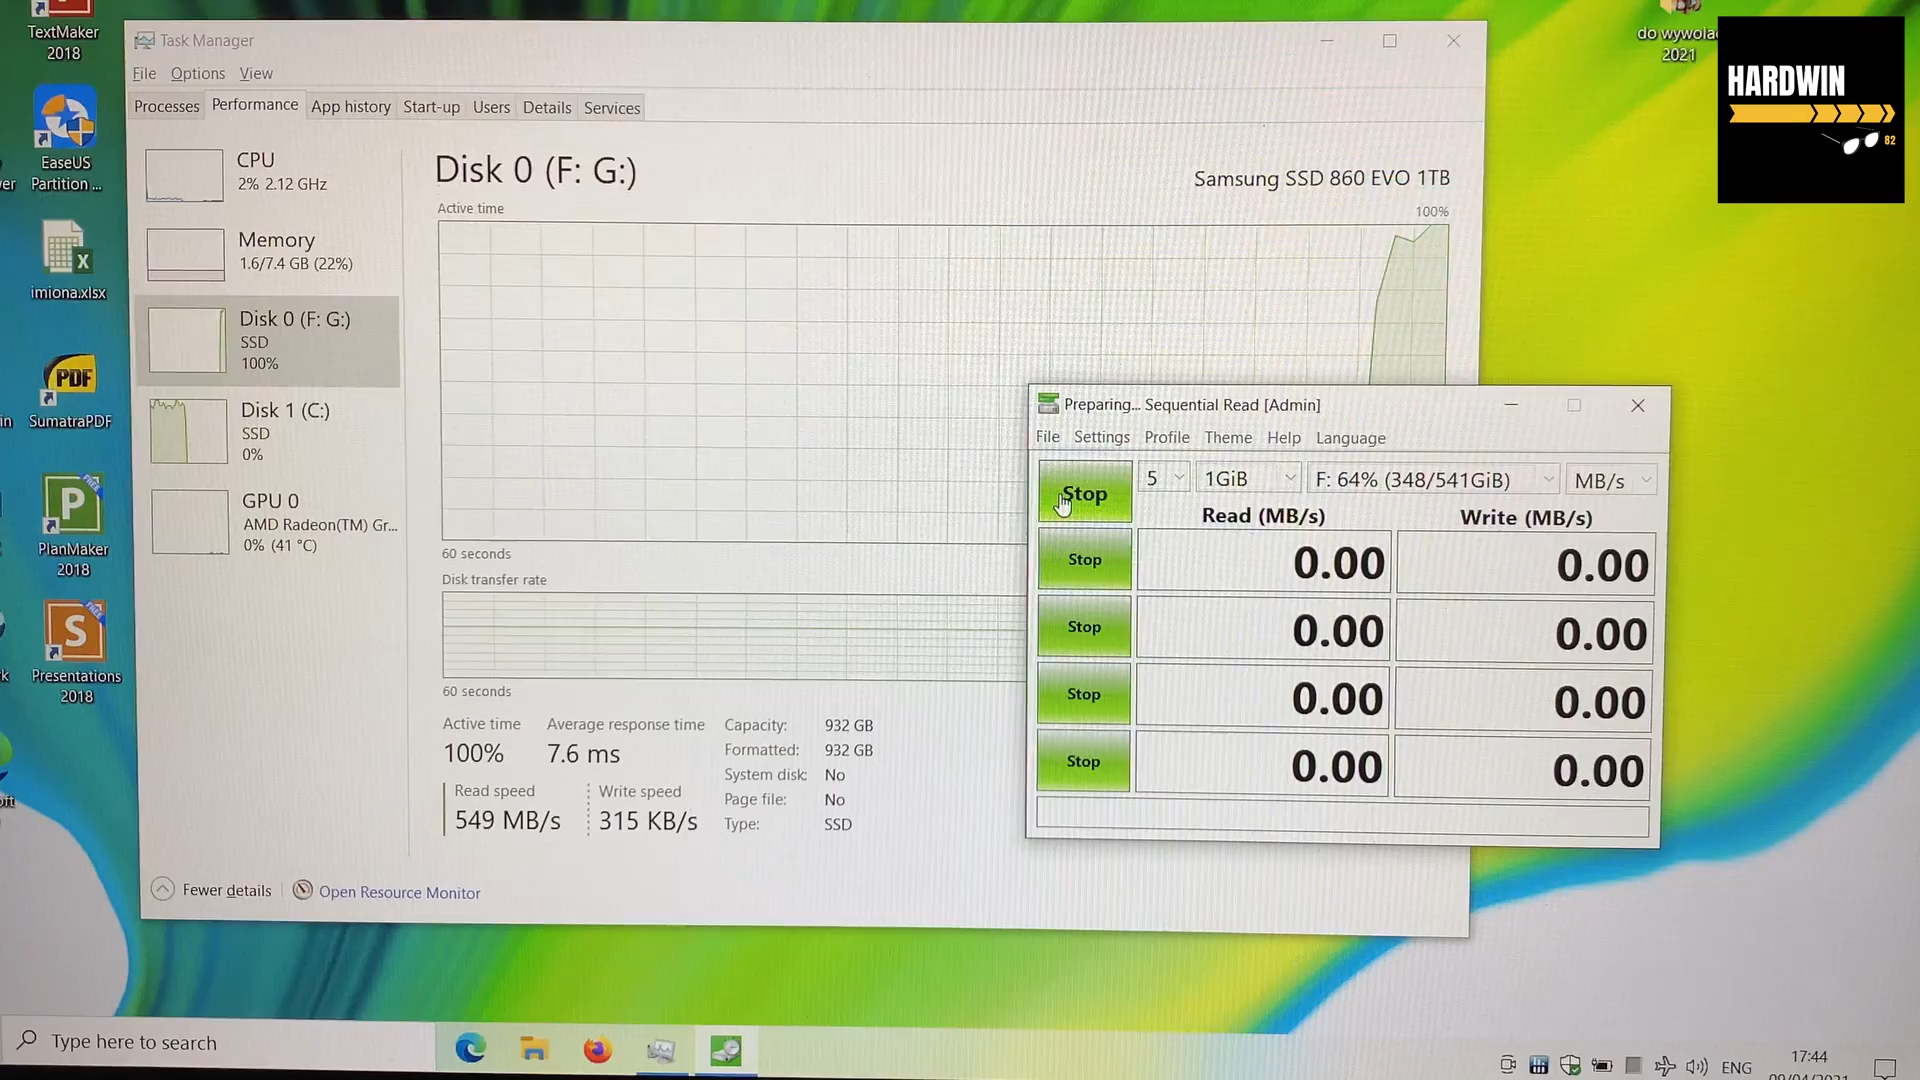 TextMaker
2018
EaseUS
Partition ...
imiona.xlsx
SumatraPDF
PlanMaker
2018
Presentations
2018
Task Manager
File Options View
Processes Performance App history Start-up Users Details Services
CPU
2% 2.12 GHz
Memory
1.6/7.4 GB (22%)
Disk 0 (F: G:)
SSD
100%
Disk 1 (C:)
SSD
0%
GPU 0
AMD Radeon(TM) Gr...
0% (41 °C)
Disk 0 (F: G:)
Samsung SSD 860 EVO 1TB
Active time
100%
60 seconds
Disk transfer rate
60 seconds
Active time
100%
Average response time
7.6 ms
Read speed
549 MB/s
Write speed
315 KB/s
Capacity: 932 GB
Formatted: 932 GB
System disk: No
Page file: No
Type: SSD
Fewer details
Open Resource Monitor
Preparing... Sequential Read [Admin]
File Settings Profile Theme Help Language
Stop 5 1GiB F: 64% (348/541GiB) MB/s
Read (MB/s) Write (MB/s)
Stop 0.00 0.00
Stop 0.00 0.00
Stop 0.00 0.00
Stop 0.00 0.00
do wywola
2021
HARDWIN
82
PDF
FREE
P
FREE
S
X
Type here to search
ENG
17:44